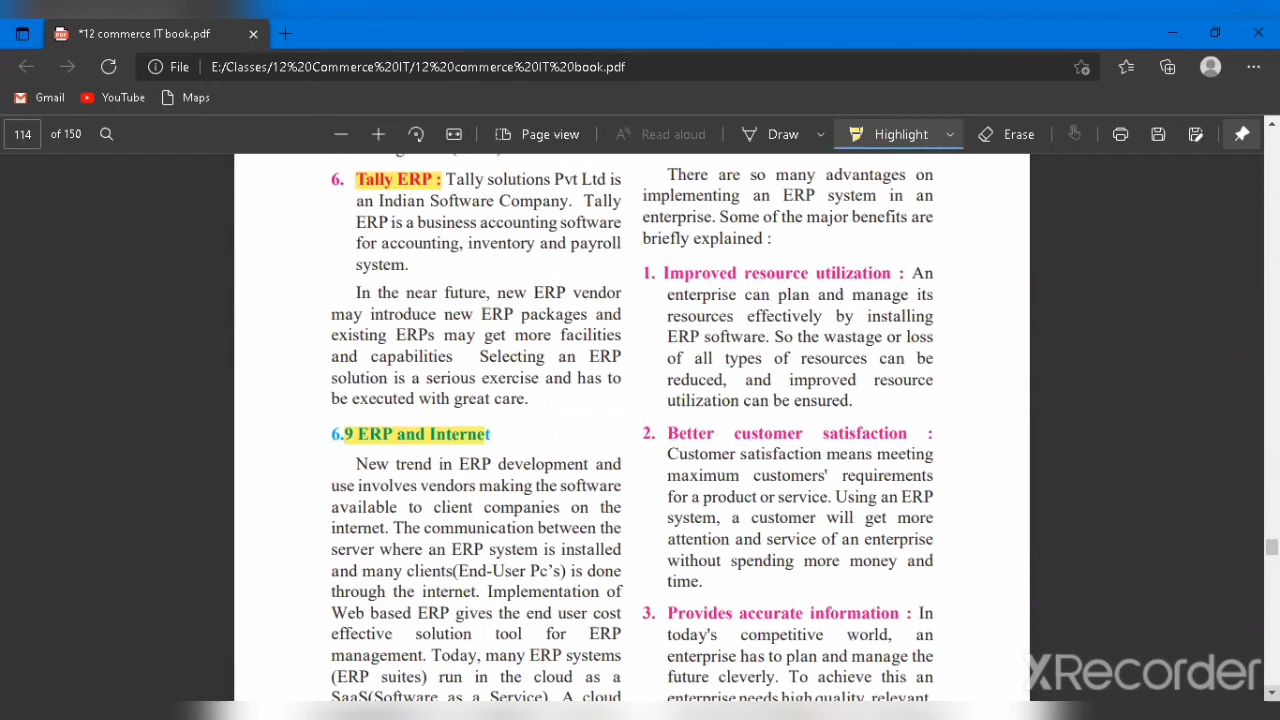 *12 commerce IT book.pdf
File
E:/Classes/12%20Commerce%20IT/12%20commerce%20IT%20book.pdf
Gmail
YouTube
Maps
114 of 150
Page view
Read aloud
Draw
Highlight
Erase
6. Tally ERP : Tally solutions Pvt Ltd is
an Indian Software Company. Tally
ERP is a business accounting software
for accounting, inventory and payroll
system.
In the near future, new ERP vendor
may introduce new ERP packages and
existing ERPs may get more facilities
and capabilities Selecting an ERP
solution is a serious exercise and has to
be executed with great care.
6.9 ERP and Internet
New trend in ERP development and
use involves vendors making the software
available to client companies on the
internet. The communication between the
server where an ERP system is installed
and many clients(End-User Pc's) is done
through the internet. Implementation of
Web based ERP gives the end user cost
effective solution tool for ERP
management. Today, many ERP systems
(ERP suites) run in the cloud as a
SaaS(Software as a Service). A cloud
There are so many advantages on
implementing an ERP system in an
enterprise. Some of the major benefits are
briefly explained :
1. Improved resource utilization : An
enterprise can plan and manage its
resources effectively by installing
ERP software. So the wastage or loss
of all types of resources can be
reduced, and improved resource
utilization can be ensured.
2. Better customer satisfaction :
Customer satisfaction means meeting
maximum customers' requirements
for a product or service. Using an ERP
system, a customer will get more
attention and service of an enterprise
without spending more money and
time.
3. Provides accurate information : In
today's competitive world, an
enterprise has to plan and manage the
future cleverly. To achieve this an
enterprise needs high quality, relevant,
XRecorder